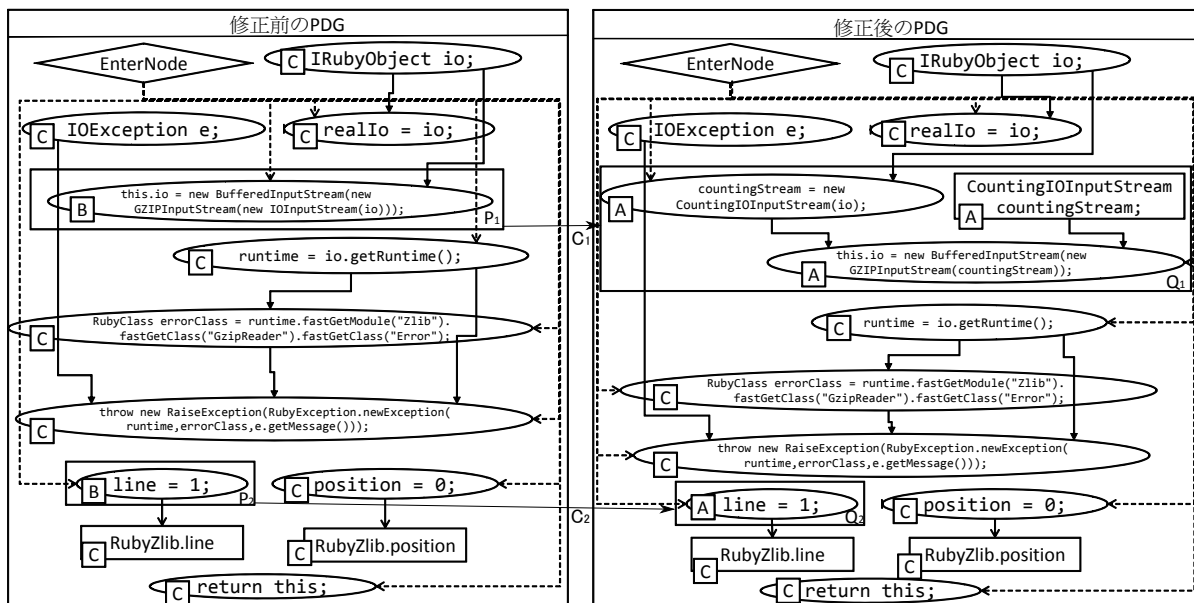 修正前のPDG
EnterNode
C IRubyObject io;
C IOException e;
C realIo = io;
this.io = new BufferedInputStream(new
B GZIPInputStream(new IOInputStream(io)));
P1
C runtime = io.getRuntime();
RubyClass errorClass = runtime.fastGetModule("Zlib").
C fastGetClass("GzipReader").fastGetClass("Error");
throw new RaiseException(RubyException.newException(
C runtime,errorClass,e.getMessage()));
B line = 1;
P2
C position = 0;
C RubyZlib.line
C RubyZlib.position
C return this;
C1
C2
修正後のPDG
EnterNode
C IRubyObject io;
C IOException e;
C realIo = io;
countingStream = new
A CountingIOInputStream(io);
CountingIOInputStream
A countingStream;
this.io = new BufferedInputStream(new
A GZIPInputStream(countingStream));
Q1
C runtime = io.getRuntime();
RubyClass errorClass = runtime.fastGetModule("Zlib").
C fastGetClass("GzipReader").fastGetClass("Error");
throw new RaiseException(RubyException.newException(
C runtime,errorClass,e.getMessage()));
A line = 1;
Q2
C position = 0;
C RubyZlib.line
C RubyZlib.position
C return this;